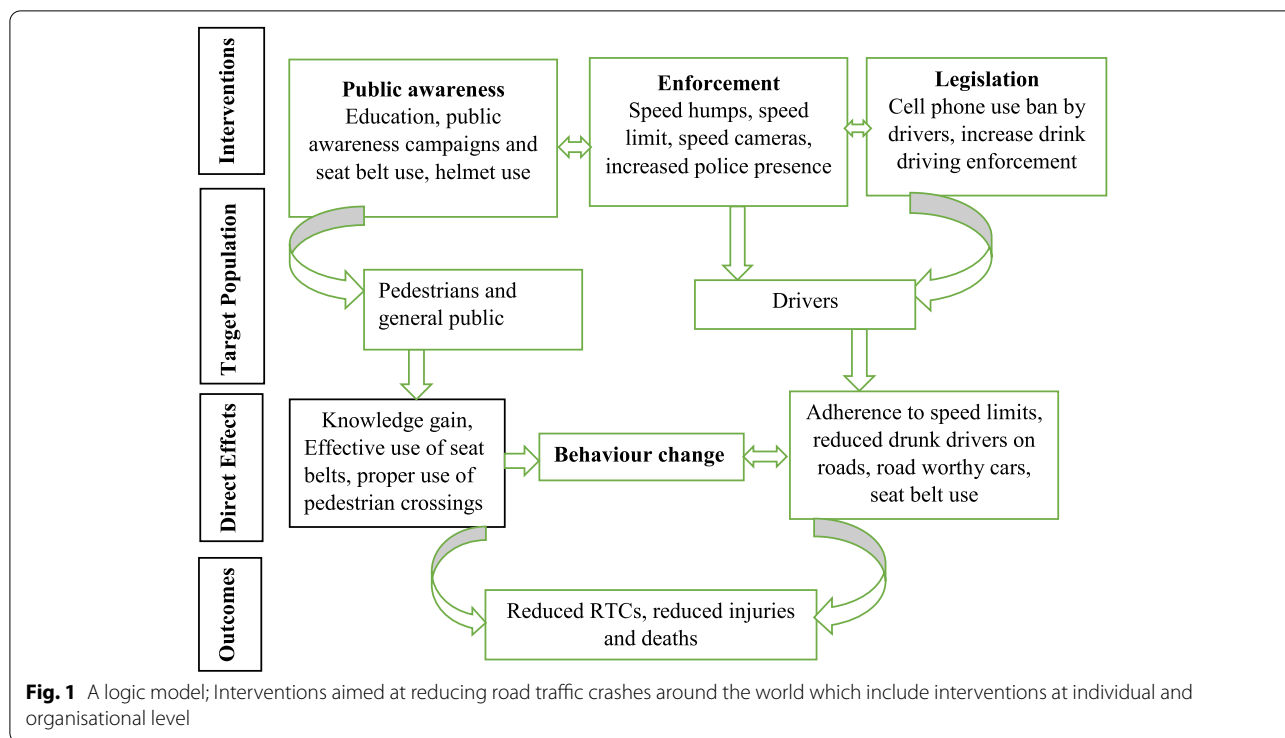 Interventions
Public awareness
Education, public
awareness campaigns and
seat belt use, helmet use
Enforcement
Speed humps, speed
limit, speed cameras,
increased police presence
Legislation
Cell phone use ban by
drivers, increase drink
driving enforcement
Target Population
Pedestrians and
general public
Drivers
Direct Effects
Knowledge gain,
Effective use of seat
belts, proper use of
pedestrian crossings
Behaviour change
Adherence to speed limits,
reduced drunk drivers on
roads, road worthy cars,
seat belt use
Outcomes
Reduced RTCs, reduced injuries
and deaths
Fig. 1 A logic model; Interventions aimed at reducing road traffic crashes around the world which include interventions at individual and
organisational level